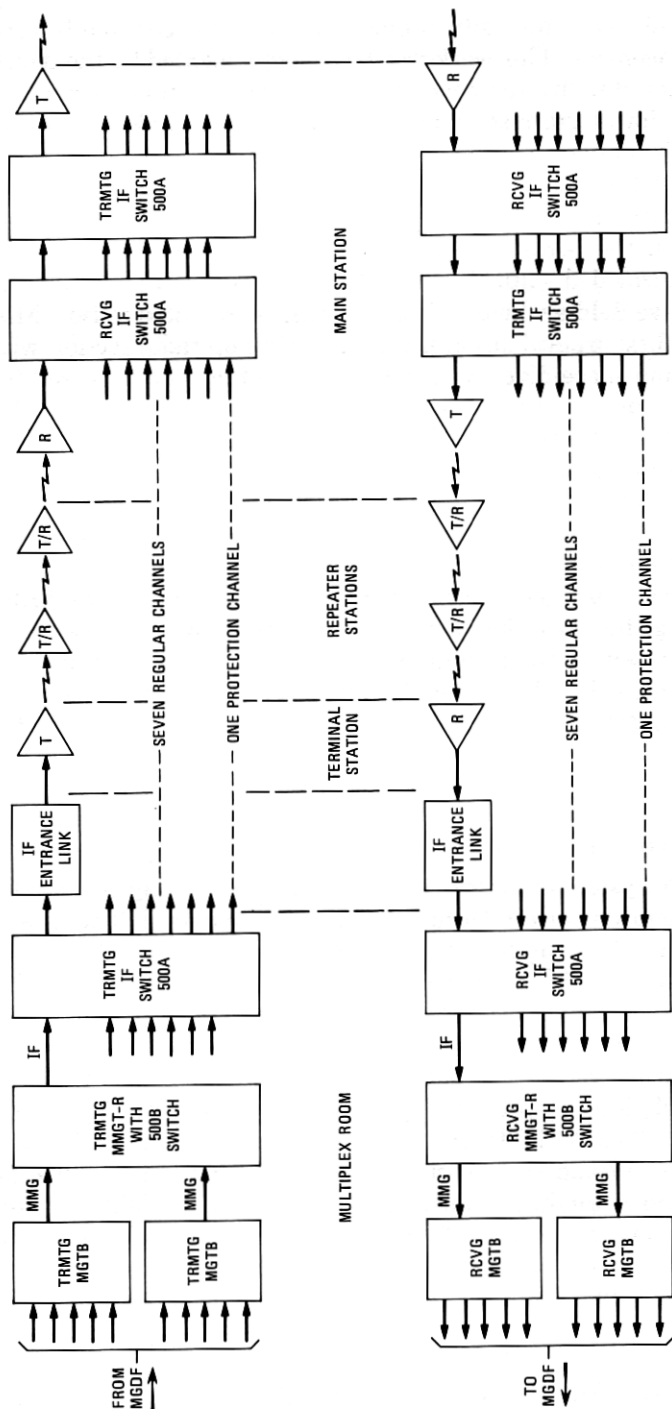 FROM
MGDF
TRMTG
MGTB
TRMTG
MGTB
MMG
MMG
TRMTG
MMGT-R
WITH
500B
SWITCH
IF
TRMTG
IF
SWITCH
500A
IF
ENTRANCE
LINK
T
T/R
T/R
R
RCVG
IF
SWITCH
500A
TRMTG
IF
SWITCH
500A
T
SEVEN REGULAR CHANNELS
ONE PROTECTION CHANNEL
MULTIPLEX ROOM
TERMINAL
STATION
REPEATER
STATIONS
MAIN STATION
TO
MGDF
RCVG
MGTB
RCVG
MGTB
MMG
MMG
RCVG
MMGT-R
WITH
500B
SWITCH
IF
RCVG
IF
SWITCH
500A
IF
ENTRANCE
LINK
R
T/R
T/R
T
TRMTG
IF
SWITCH
500A
RCVG
IF
SWITCH
500A
R
SEVEN REGULAR CHANNELS
ONE PROTECTION CHANNEL